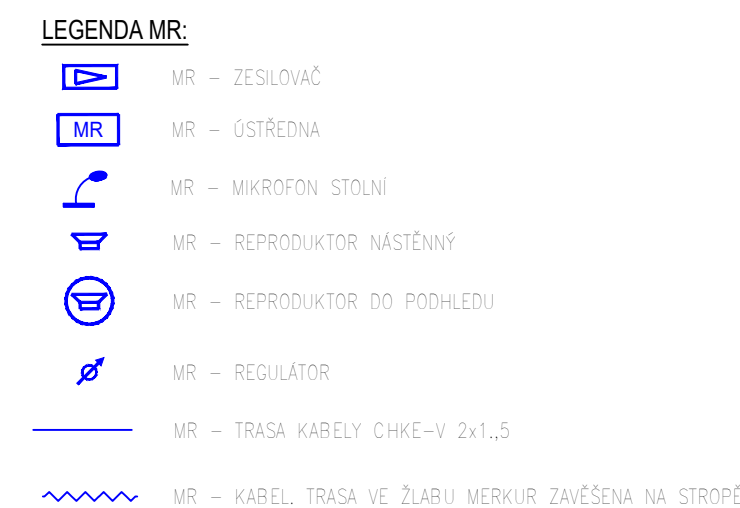 LEGENDA MR:
MR – ZESILOVAČ
MR MR – ÚSTŘEDNA
MR – MIKROFON STOLNÍ
MR – REPRODUKTOR NÁSTĚNNÝ
MR – REPRODUKTOR DO PODHLEDU
MR – REGULÁTOR
MR – TRASA KABELY CHKE–V 2x1.,5
MR – KABEL. TRASA VE ŽLABU MERKUR ZAVĚŠENA NA STROPĚ